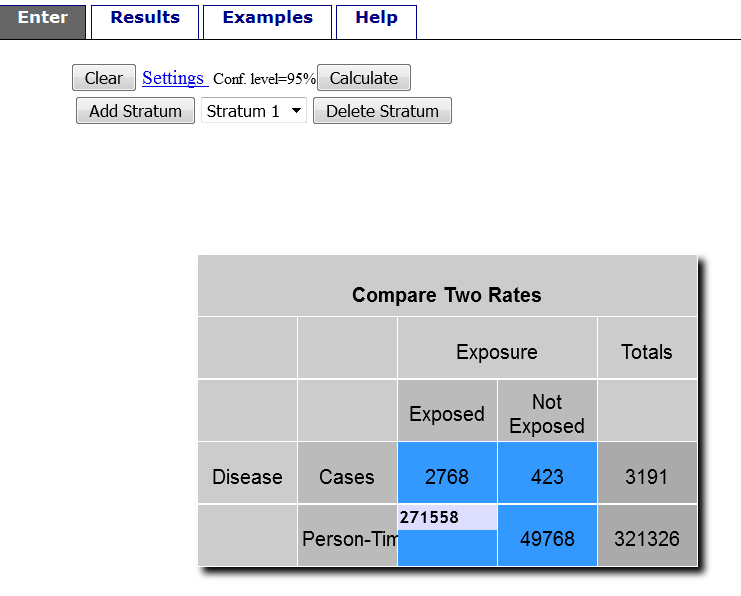 Enter Results Examples Help
Clear Settings Conf. level=95% Calculate
Add Stratum Stratum 1 Delete Stratum
Compare Two Rates
Exposure Totals
Exposed Not Exposed
Disease Cases 2768 423 3191
Person-Tim 271558 49768 321326